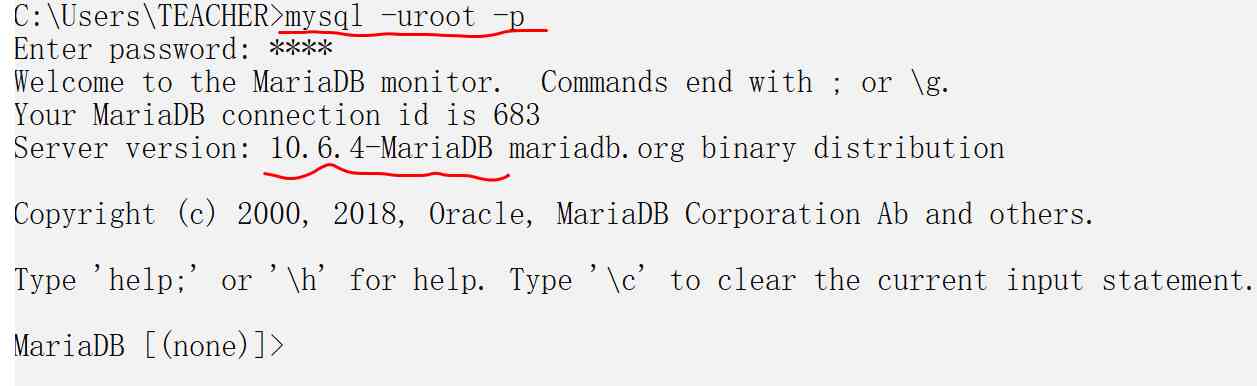 C:\Users\TEACHER>mysql -uroot -p
Enter password: ****
Welcome to the MariaDB monitor.  Commands end with ; or \g.
Your MariaDB connection id is 683
Server version: 10.6.4-MariaDB mariadb.org binary distribution
Copyright (c) 2000, 2018, Oracle, MariaDB Corporation Ab and others.
Type 'help;' or '\h' for help. Type '\c' to clear the current input statement.
MariaDB [(none)]>